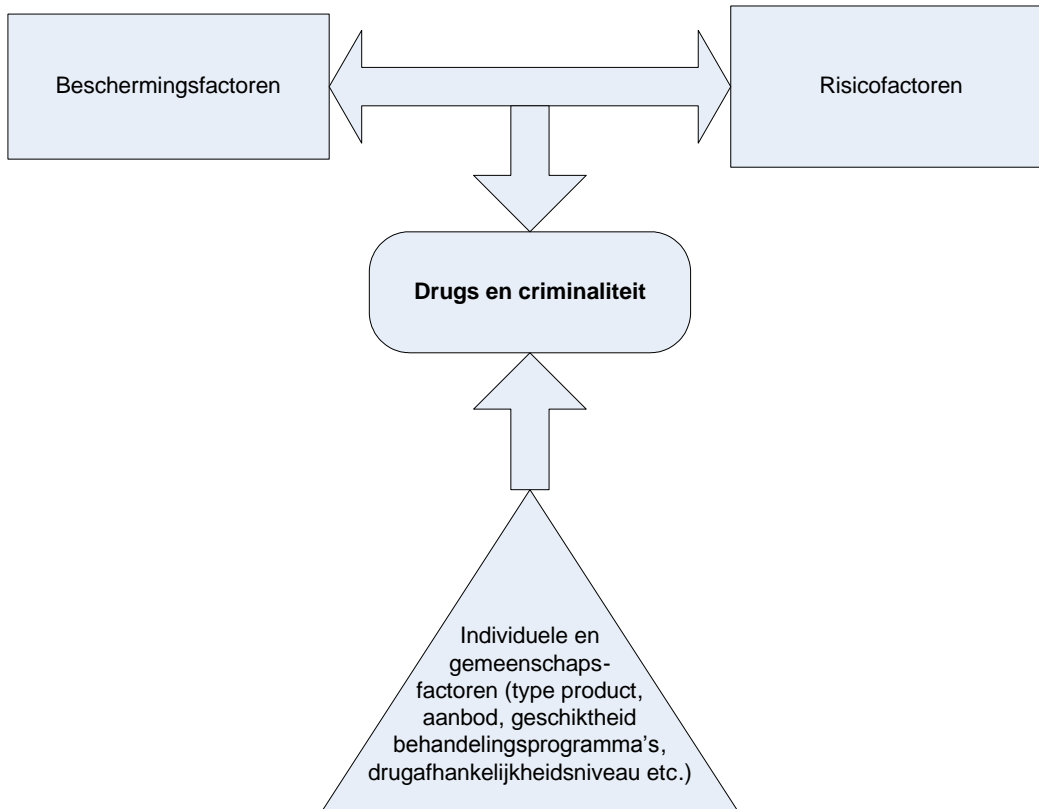 Beschermingsfactoren
Risicofactoren
Drugs en criminaliteit
Individuele en
gemeenschaps-
factoren (type product,
aanbod, geschiktheid
behandelingsprogramma's,
drugafhankelijkheidsniveau etc.)